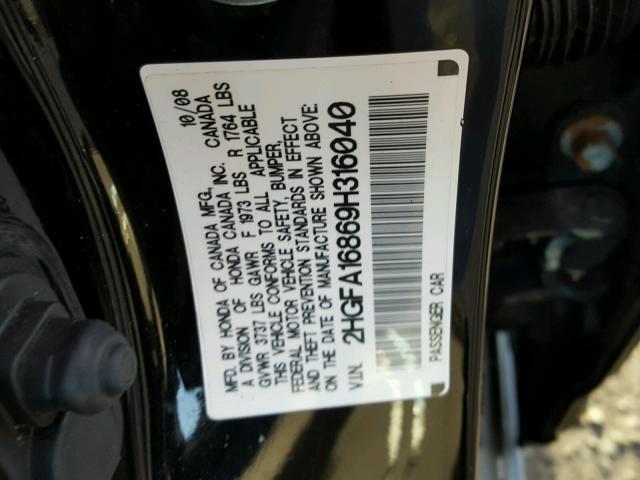 MFD. BY HONDA OF CANADA MFG. 10/08
A DIVISION OF HONDA CANADA INC. CANADA
GVWR 3737 LBS GAWR F 1973 LBS R 1764 LBS
THIS VEHICLE CONFORMS TO ALL APPLICABLE
FEDERAL MOTOR VEHICLE SAFETY, BUMPER,
AND THEFT PREVENTION STANDARDS IN EFFECT
ON THE DATE OF MANUFACTURE SHOWN ABOVE.
V.I.N. 2HGFA16869H316040
PASSENGER CAR